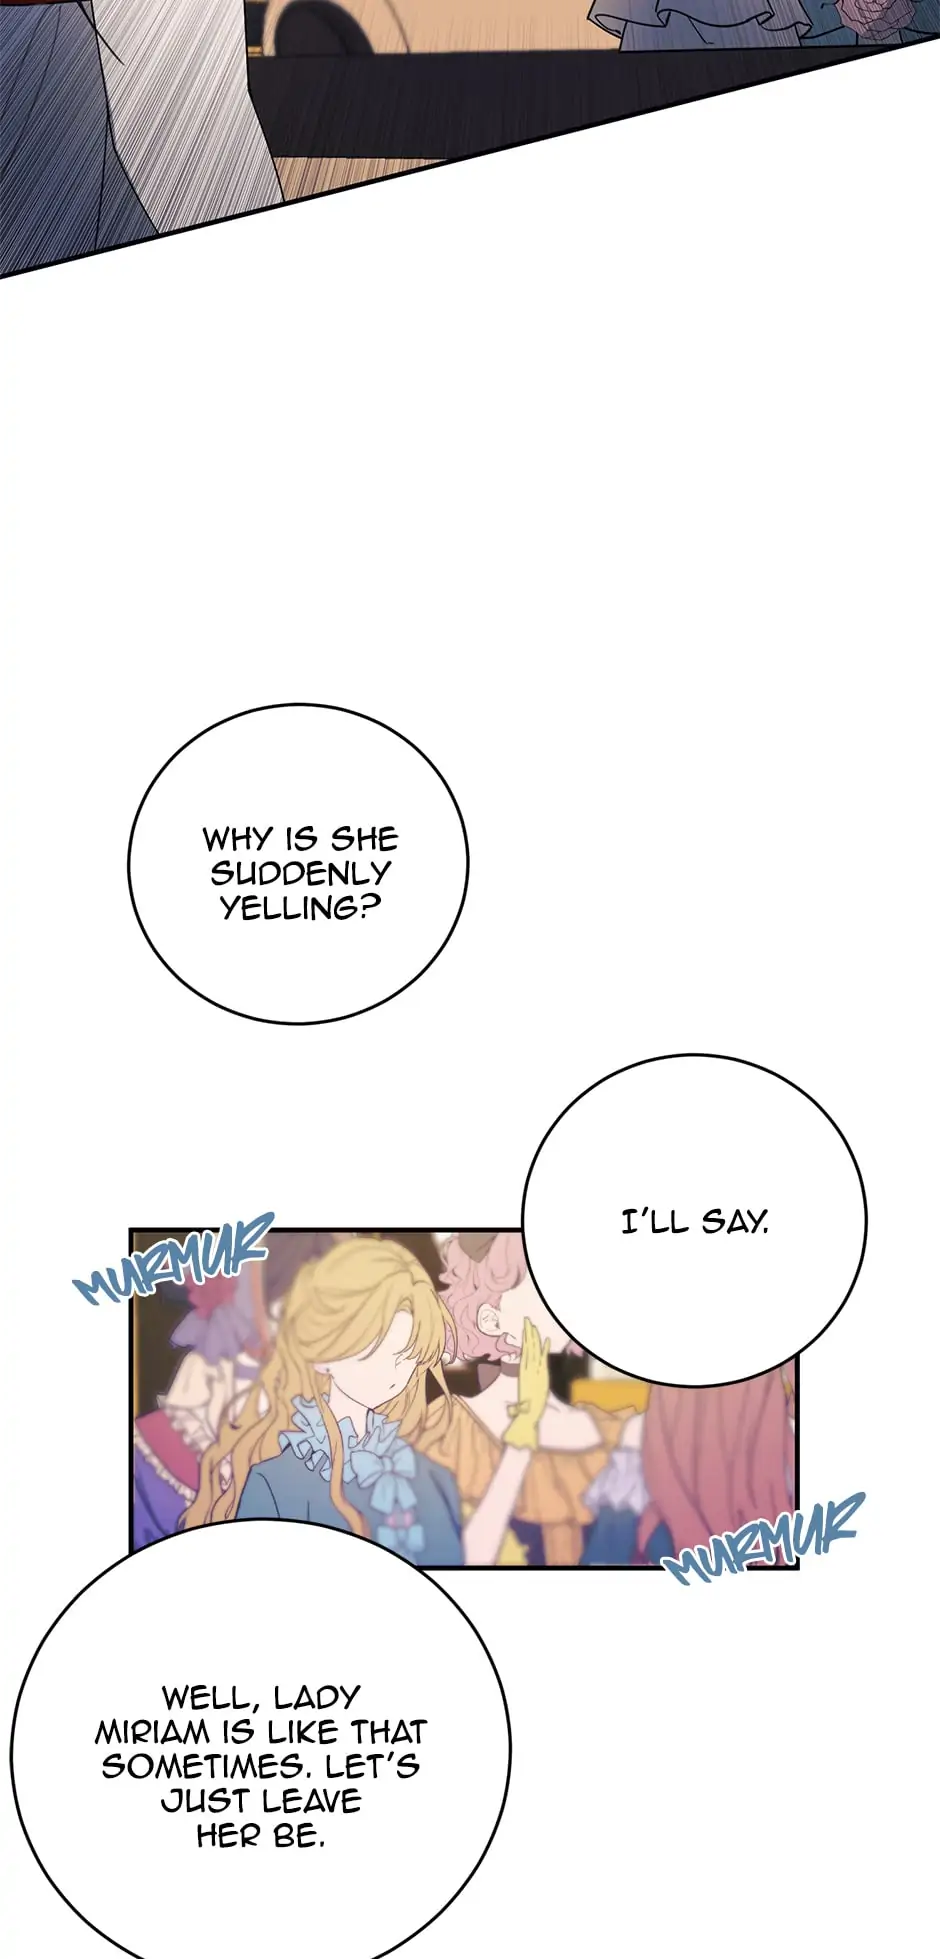 WHY IS SHE
SUDDENLY
YELLING?
I'LL SAY.
MURMUR
MURMUR
WELL, LADY
MIRIAM IS LIKE THAT
SOMETIMES. LET'S
JUST LEAVE
HER BE.